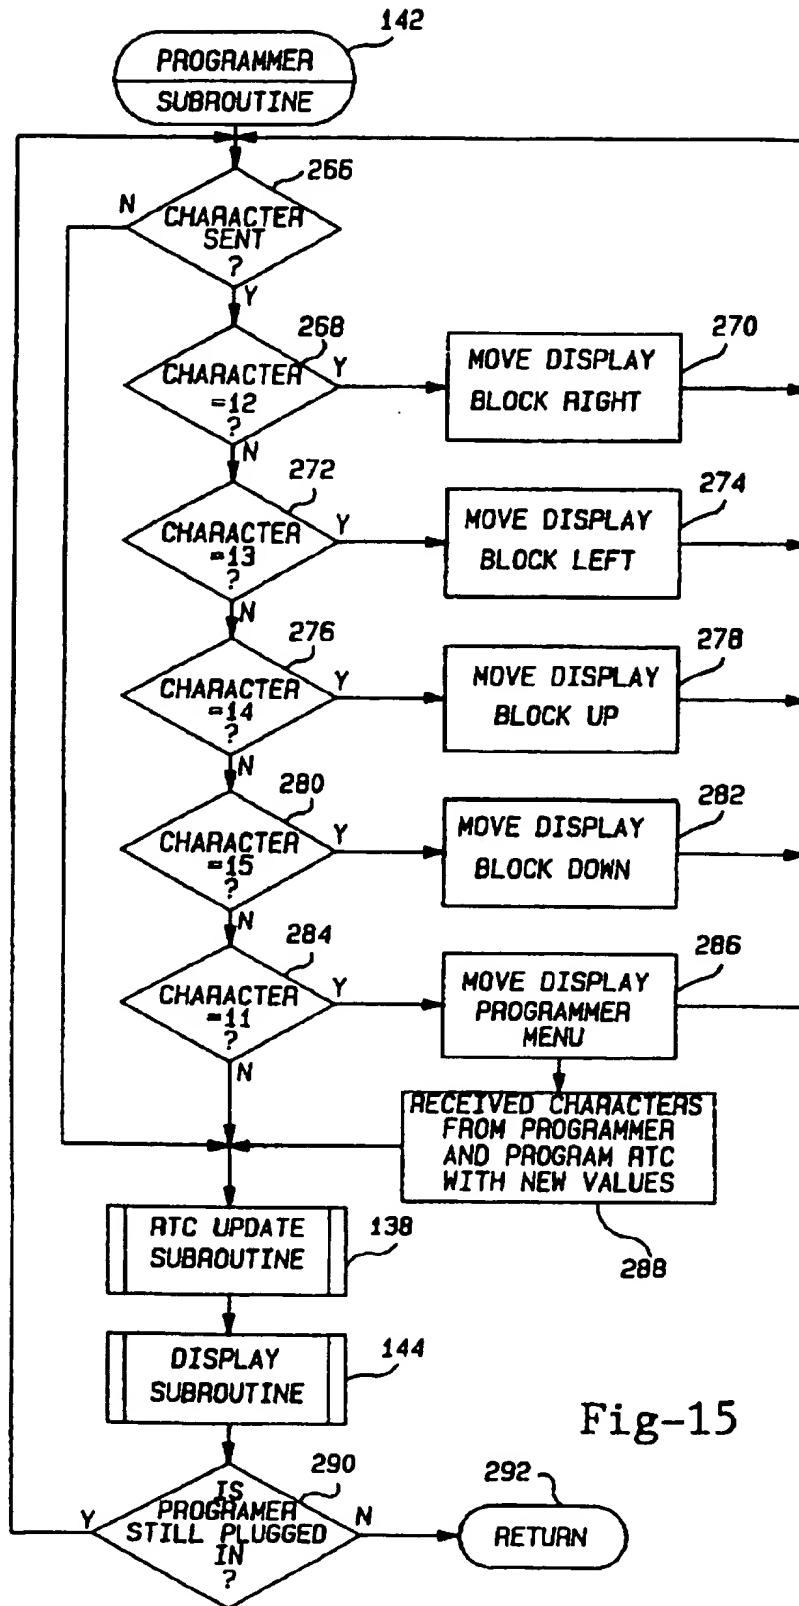 142
PROGRAMMER
SUBROUTINE
266
N
CHARACTER
SENT
?
Y
268
CHARACTER
=12
?
Y
N
MOVE DISPLAY
BLOCK RIGHT
270
272
CHARACTER
=13
?
Y
N
MOVE DISPLAY
BLOCK LEFT
274
276
CHARACTER
=14
?
Y
N
MOVE DISPLAY
BLOCK UP
278
280
CHARACTER
=15
?
Y
N
MOVE DISPLAY
BLOCK DOWN
282
284
CHARACTER
=11
?
Y
N
MOVE DISPLAY
PROGRAMMER
MENU
286
RECEIVED CHARACTERS
FROM PROGRAMMER
AND PROGRAM RTC
WITH NEW VALUES
288
RTC UPDATE
SUBROUTINE
138
DISPLAY
SUBROUTINE
144
Fig-15
290
IS
PROGRAMER
STILL PLUGGED
IN
?
Y
N
292
RETURN